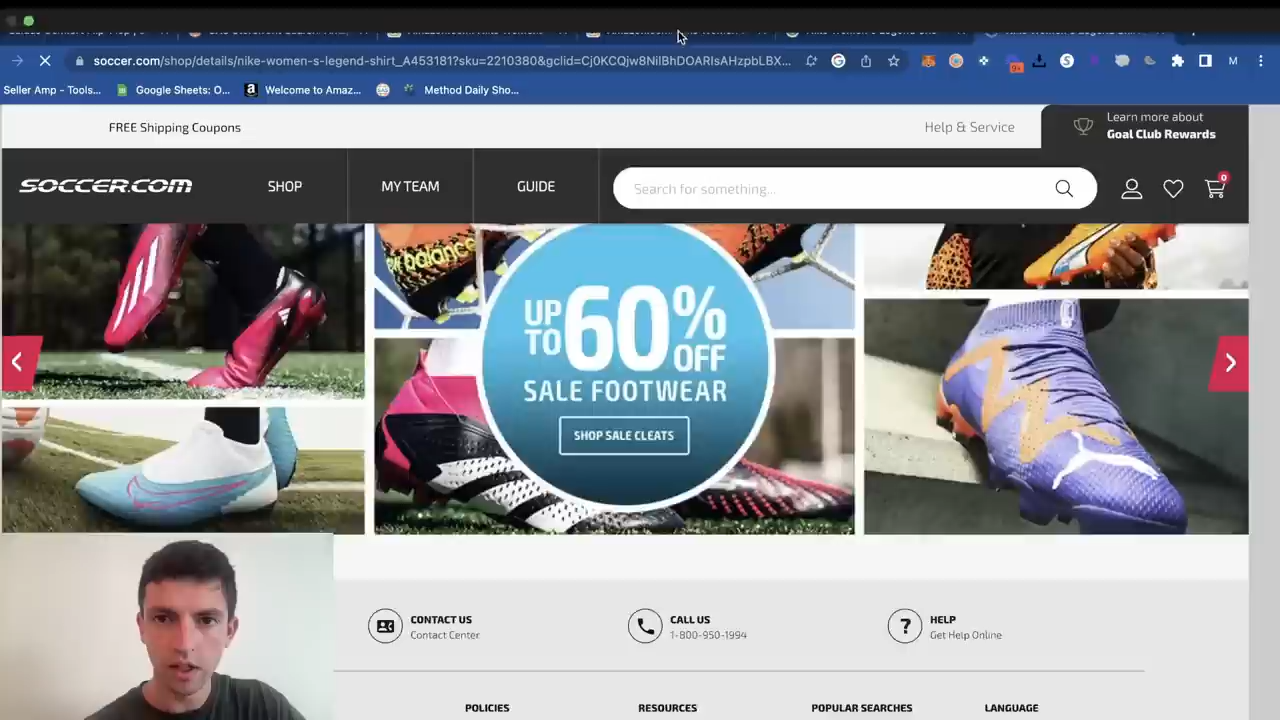 soccer.com/shop/details/nike-women-s-legend-shirt_A453181?sku=2210380&gclid=Cj0KCQjw8NilBhDOARIsAHzpbLBX...
Seller Amp - Tools...
Google Sheets: O...
Welcome to Amaz...
Method Daily Sho...
FREE Shipping Coupons
Help & Service
Learn more about
Goal Club Rewards
SOCCER.COM
SHOP
MY TEAM
GUIDE
Search for something...
0
balance
UP TO 60% OFF
SALE FOOTWEAR
SHOP SALE CLEATS
CONTACT US
Contact Center
CALL US
1-800-950-1994
HELP
Get Help Online
POLICIES
RESOURCES
POPULAR SEARCHES
LANGUAGE